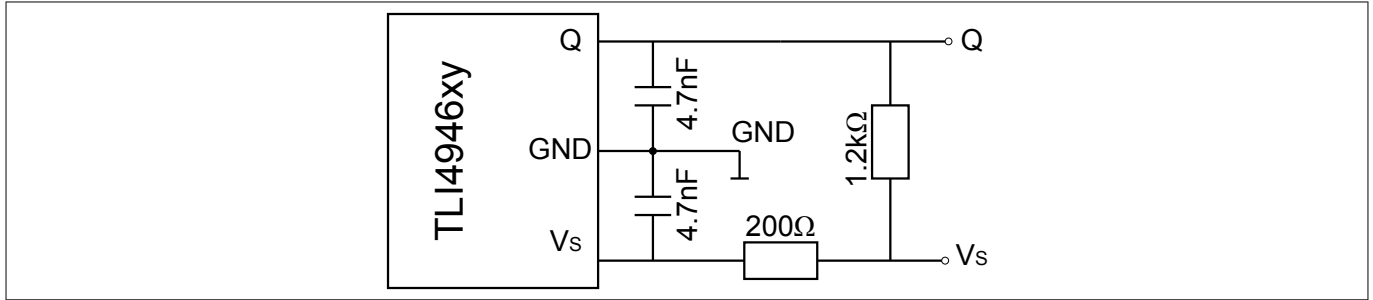 TLI4946xy
Q
GND
Vs
4.7nF
4.7nF
GND
200Ω
1.2kΩ
Q
Vs